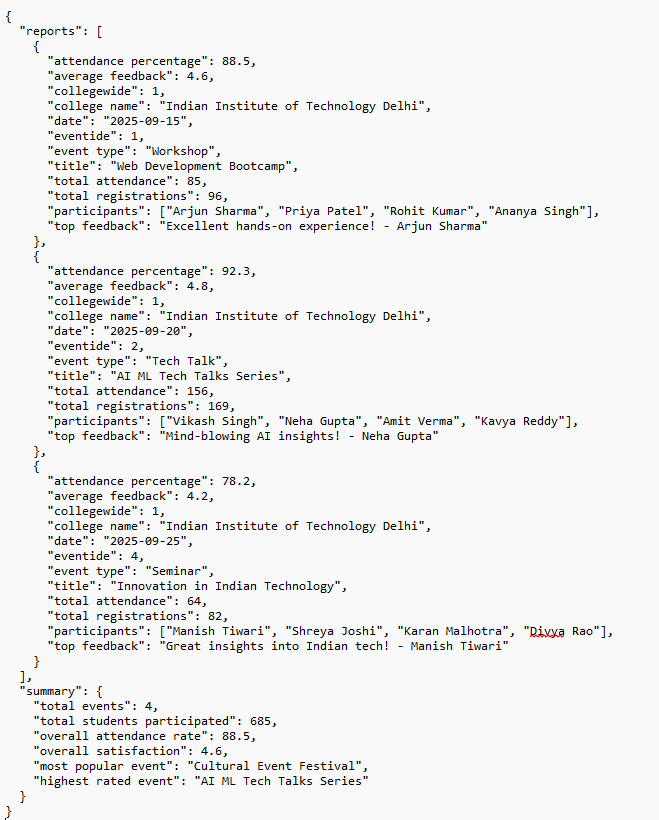 {
"reports": [
{
"attendance percentage": 88.5,
"average feedback": 4.6,
"collegewide": 1,
"college name": "Indian Institute of Technology Delhi",
"date": "2025-09-15",
"eventide": 1,
"event type": "Workshop",
"title": "Web Development Bootcamp",
"total attendance": 85,
"total registrations": 96,
"participants": ["Arjun Sharma", "Priya Patel", "Rohit Kumar", "Ananya Singh"],
"top feedback": "Excellent hands-on experience! - Arjun Sharma"
},
{
"attendance percentage": 92.3,
"average feedback": 4.8,
"collegewide": 1,
"college name": "Indian Institute of Technology Delhi",
"date": "2025-09-20",
"eventide": 2,
"event type": "Tech Talk",
"title": "AI ML Tech Talks Series",
"total attendance": 156,
"total registrations": 169,
"participants": ["Vikash Singh", "Neha Gupta", "Amit Verma", "Kavya Reddy"],
"top feedback": "Mind-blowing AI insights! - Neha Gupta"
},
{
"attendance percentage": 78.2,
"average feedback": 4.2,
"collegewide": 1,
"college name": "Indian Institute of Technology Delhi",
"date": "2025-09-25",
"eventide": 4,
"event type": "Seminar",
"title": "Innovation in Indian Technology",
"total attendance": 64,
"total registrations": 82,
"participants": ["Manish Tiwari", "Shreya Joshi", "Karan Malhotra", "Divya Rao"],
"top feedback": "Great insights into Indian tech! - Manish Tiwari"
}
],
"summary": {
"total events": 4,
"total students participated": 685,
"overall attendance rate": 88.5,
"overall satisfaction": 4.6,
"most popular event": "Cultural Event Festival",
"highest rated event": "AI ML Tech Talks Series"
}
}